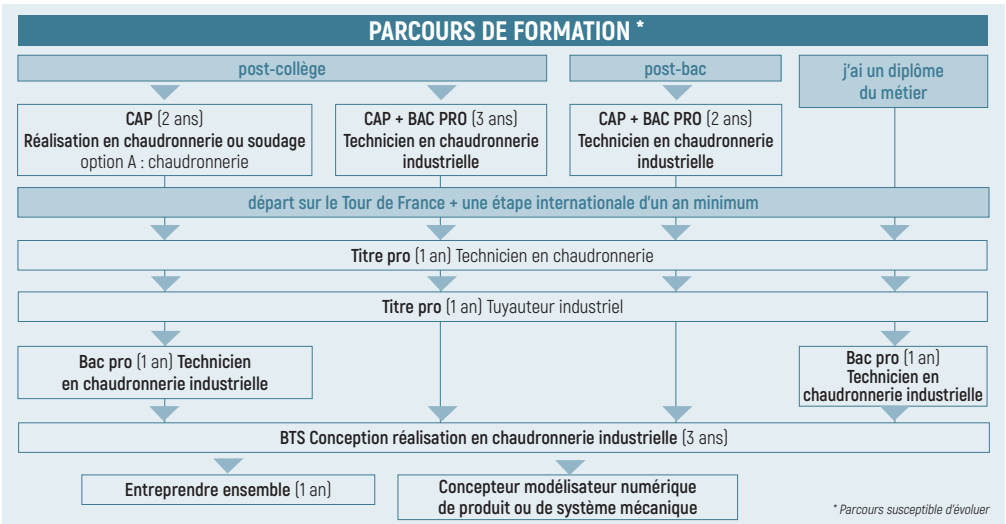 PARCOURS DE FORMATION *
post-collège
post-bac
j'ai un diplôme
du métier
CAP (2 ans)
Réalisation en chaudronnerie ou soudage
option A : chaudronnerie
CAP + BAC PRO (3 ans)
Technicien en chaudronnerie
industrielle
CAP + BAC PRO (2 ans)
Technicien en chaudronnerie
industrielle
départ sur le Tour de France + une étape internationale d'un an minimum
Titre pro (1 an) Technicien en chaudronnerie
Titre pro (1 an) Tuyauteur industriel
Bac pro (1 an) Technicien
en chaudronnerie industrielle
Bac pro (1 an)
Technicien en
chaudronnerie industrielle
BTS Conception réalisation en chaudronnerie industrielle (3 ans)
Entreprendre ensemble (1 an)
Concepteur modélisateur numérique
de produit ou de système mécanique
* Parcours susceptible d'évoluer